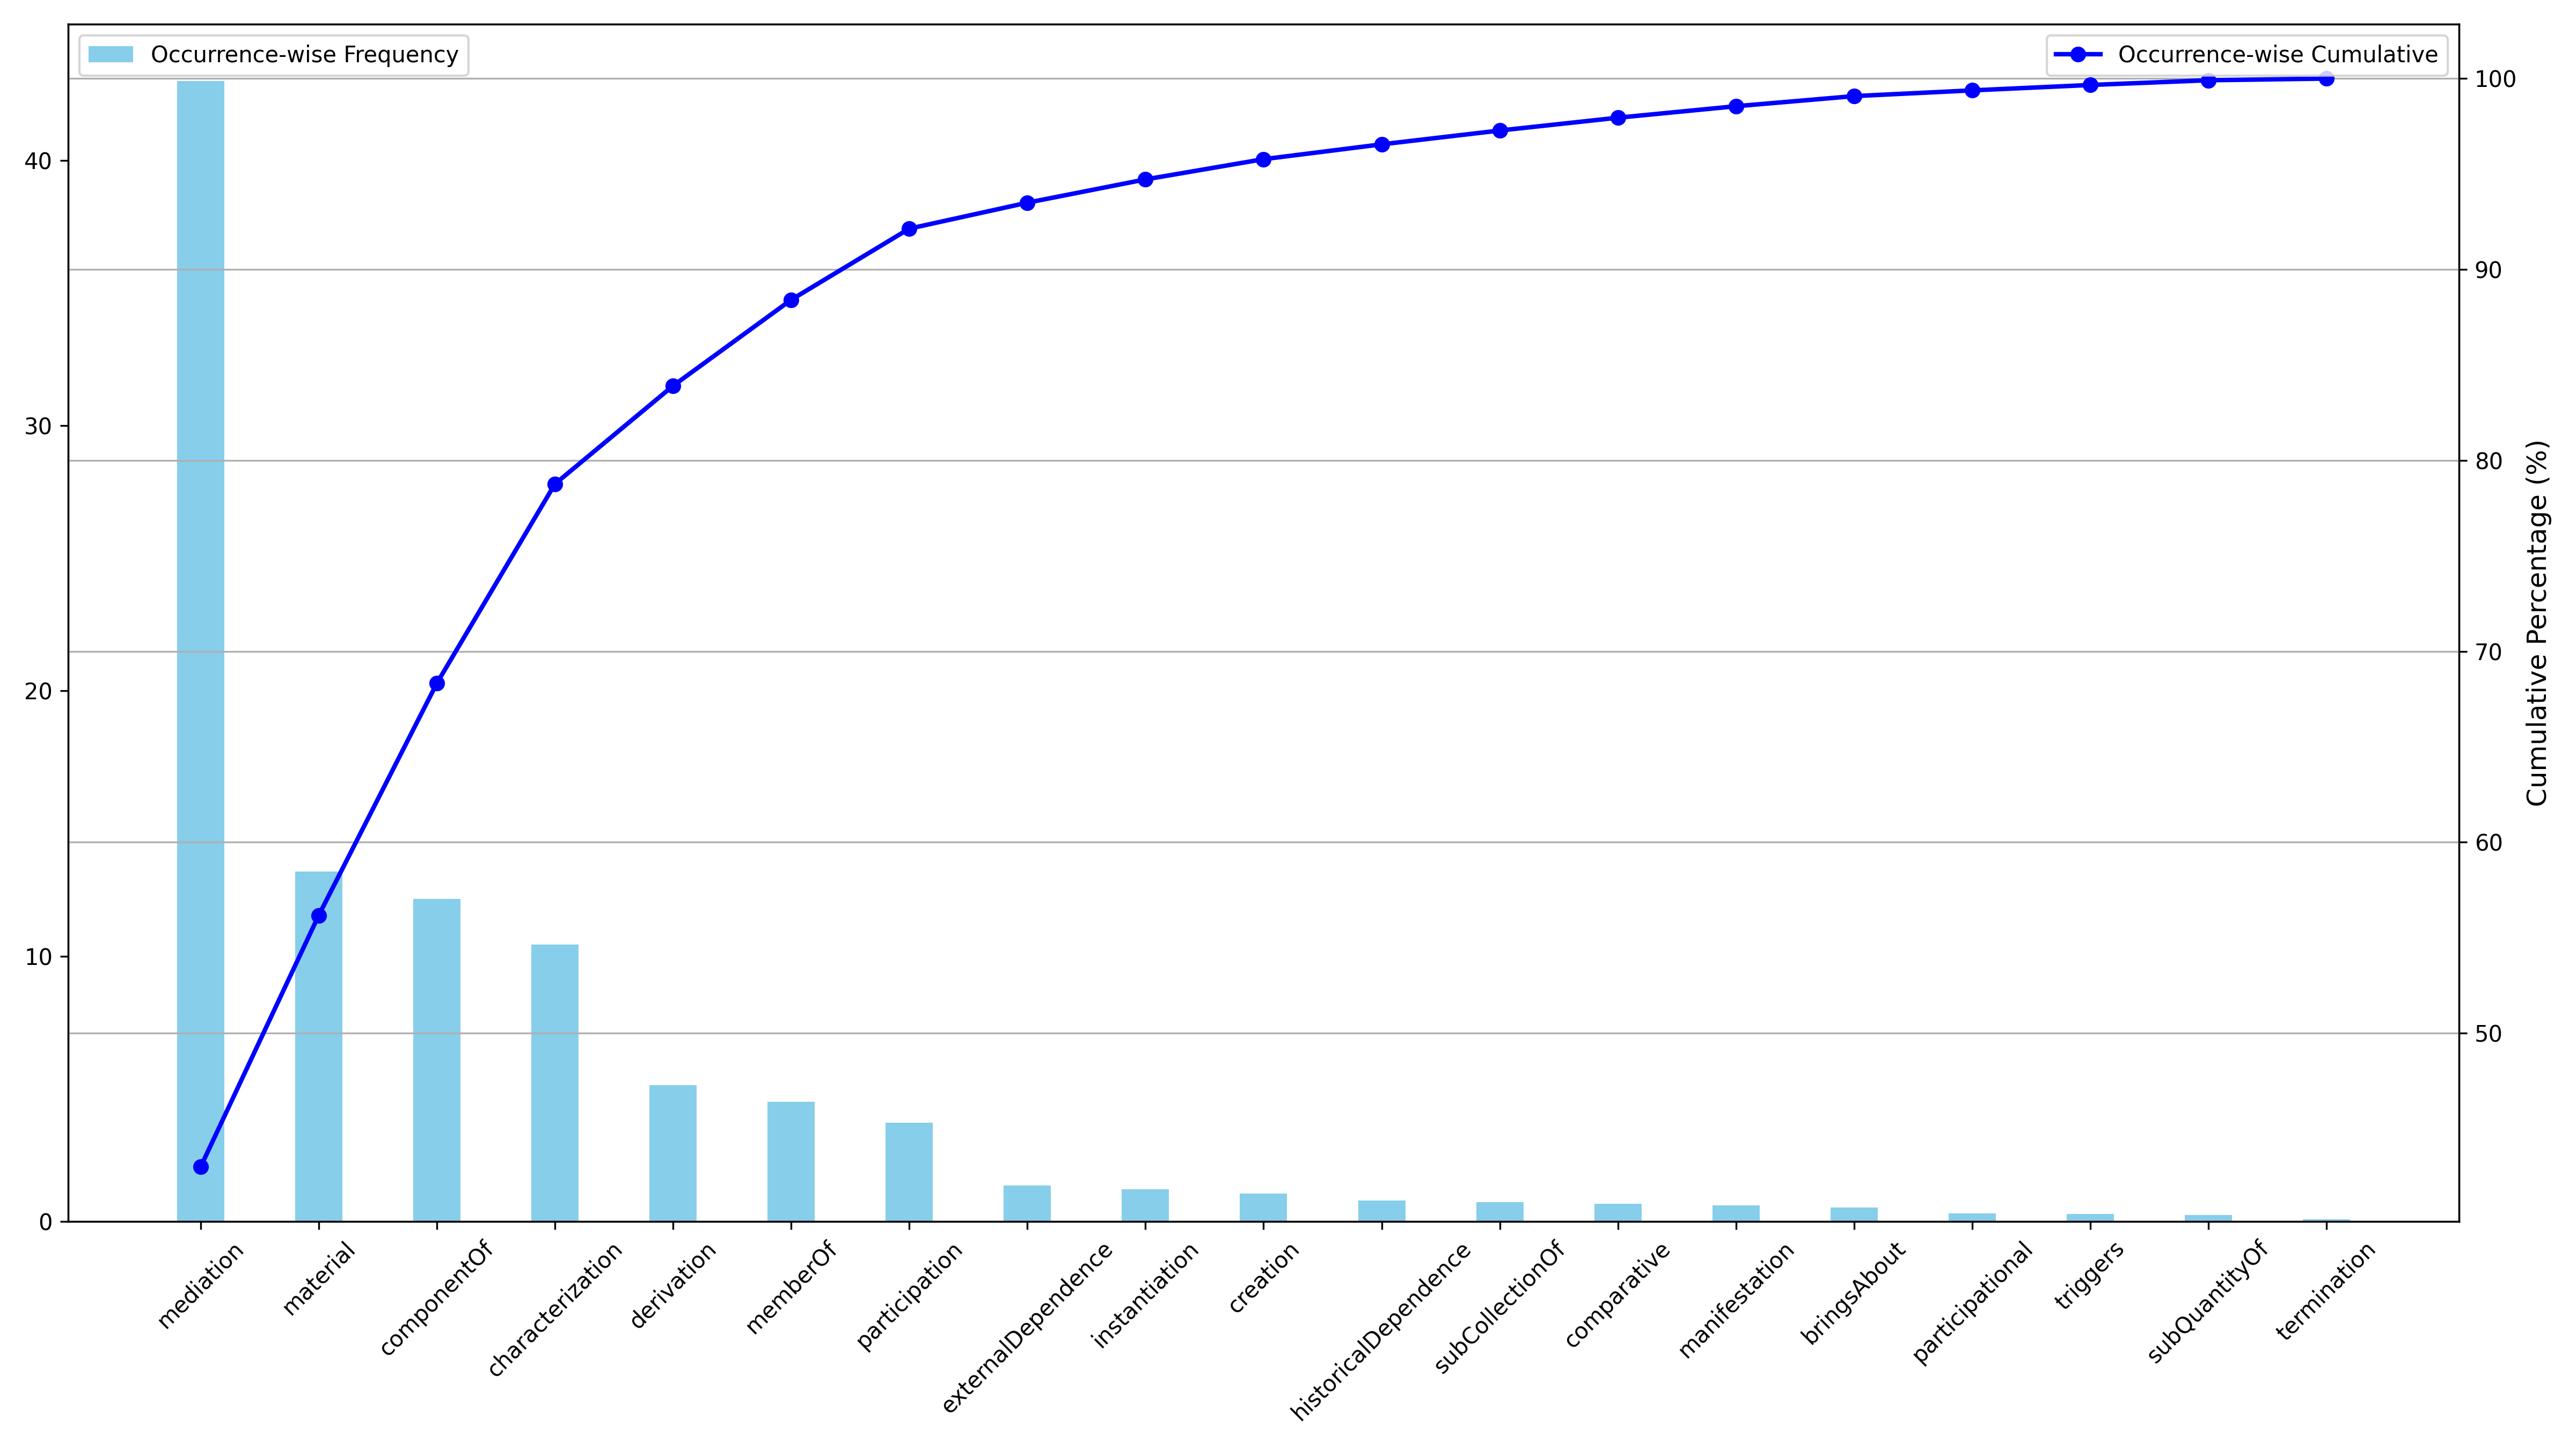 Occurrence-wise Frequency
Occurrence-wise Cumulative
40
30
20
10
0
100
90
80
70
60
50
Cumulative Percentage (%)
mediation
material
componentOf
characterization
derivation
memberOf
participation
externalDependence
instantiation
creation
historicalDependence
subCollectionOf
comparative
manifestation
bringsAbout
participational
triggers
subQuantityOf
termination